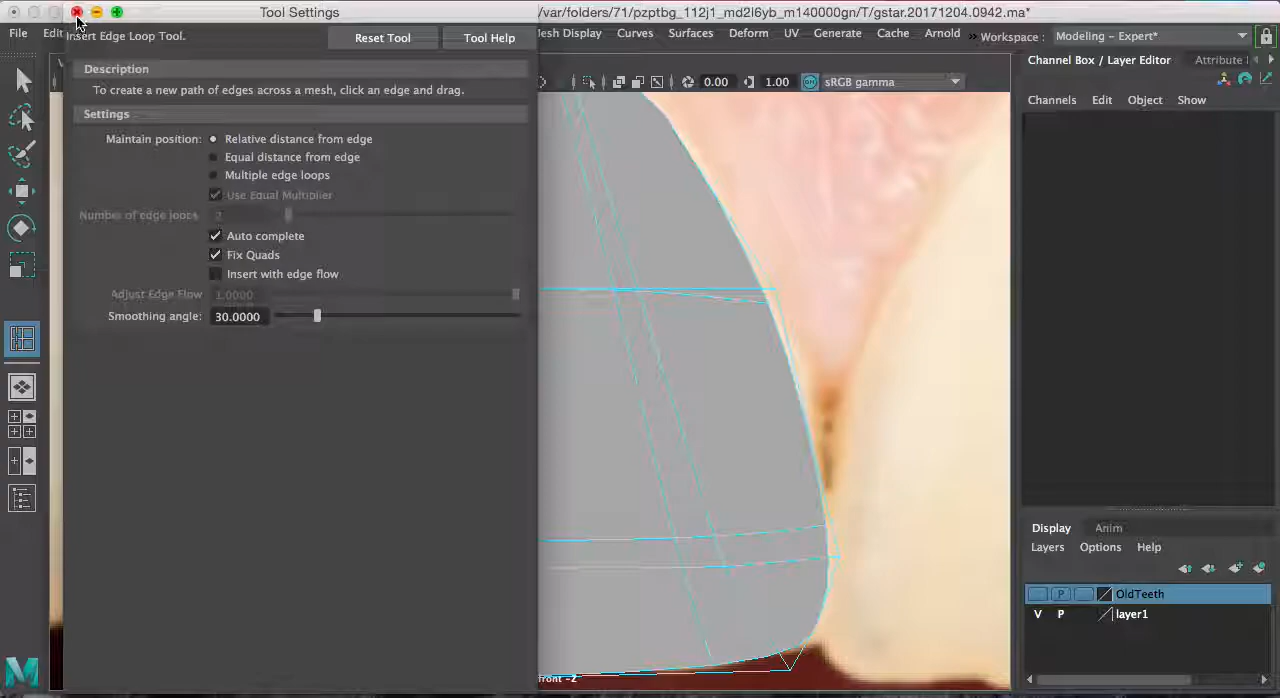 Tool Settings
/var/folders/71/pzptbg_112j1_md2l6yb_m140000gn/T/gstar.20171204.0942.ma*
File Edi
Insert Edge Loop Tool.
Reset Tool
Tool Help
Mesh Display Curves Surfaces Deform UV Generate Cache Arnold
Workspace : Modeling - Expert*
Description
To create a new path of edges across a mesh, click an edge and drag.
0.00
1.00
sRGB gamma
Channel Box / Layer Editor
Attribute
Channels Edit Object Show
Settings
Maintain position: Relative distance from edge
Equal distance from edge
Multiple edge loops
Use Equal Multiplier
Number of edge loops 2
Auto complete
Fix Quads
Insert with edge flow
Adjust Edge Flow 1.0000
Smoothing angle: 30.0000
Display Anim
Layers Options Help
P OldTeeth
V P layer1
front -Z